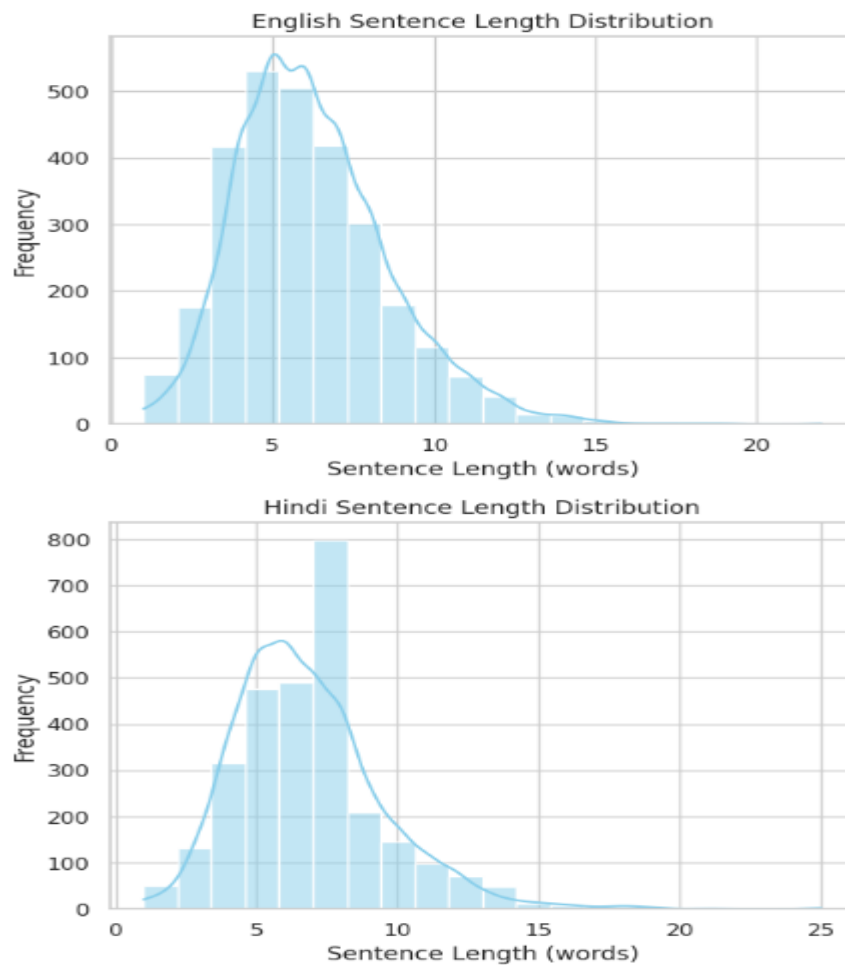 English Sentence Length Distribution
500
400
300
200
100
0
Frequency
0 5 10 15 20
Sentence Length (words)
Hindi Sentence Length Distribution
800
700
600
500
400
300
200
100
0
Frequency
0 5 10 15 20 25
Sentence Length (words)